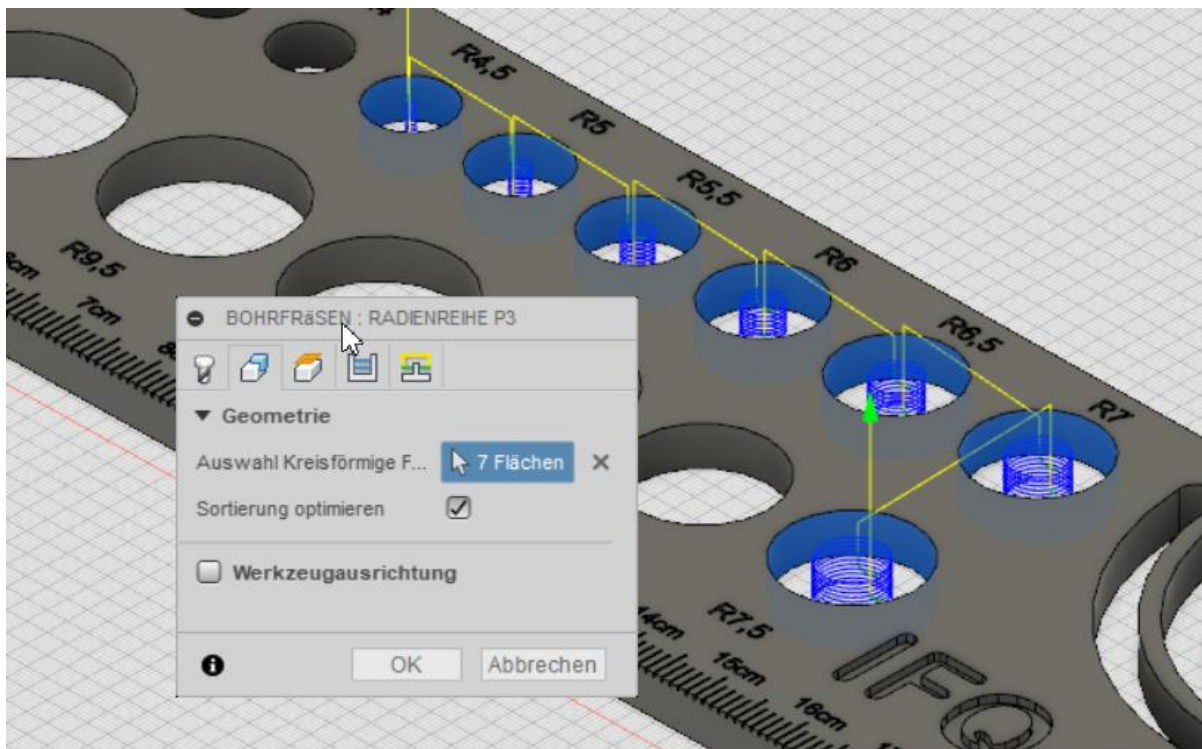 R4,5
R5
R5,5
R6
R6,5
R7
R9,5
7cm
BOHRFRäSEN : RADIENREIHE P3
Geometrie
Auswahl Kreisförmige F... 7 Flächen
Sortierung optimieren
Werkzeugausrichtung
OK Abbrechen
R7,5
14cm
15cm
16cm
IFQ